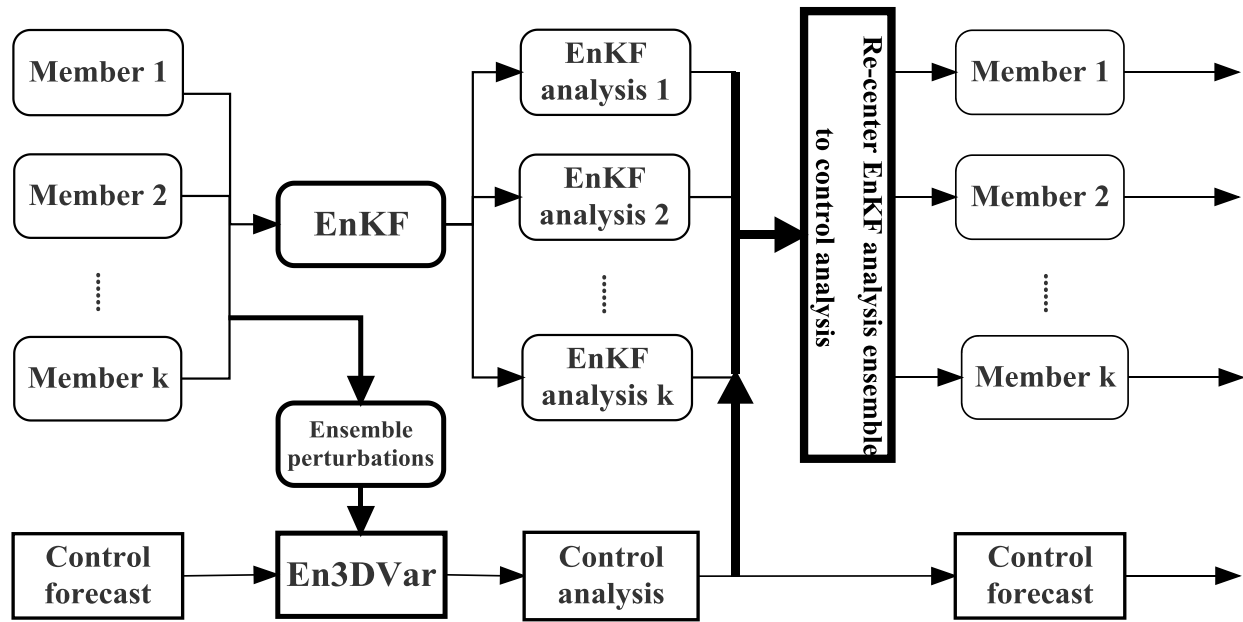 Member 1
Member 2
Member k
EnKF
Ensemble
perturbations
Control
forecast
En3DVar
EnKF
analysis 1
EnKF
analysis 2
EnKF
analysis k
Control
analysis
Re-center EnKF analysis ensemble
to control analysis
Member 1
Member 2
Member k
Control
forecast